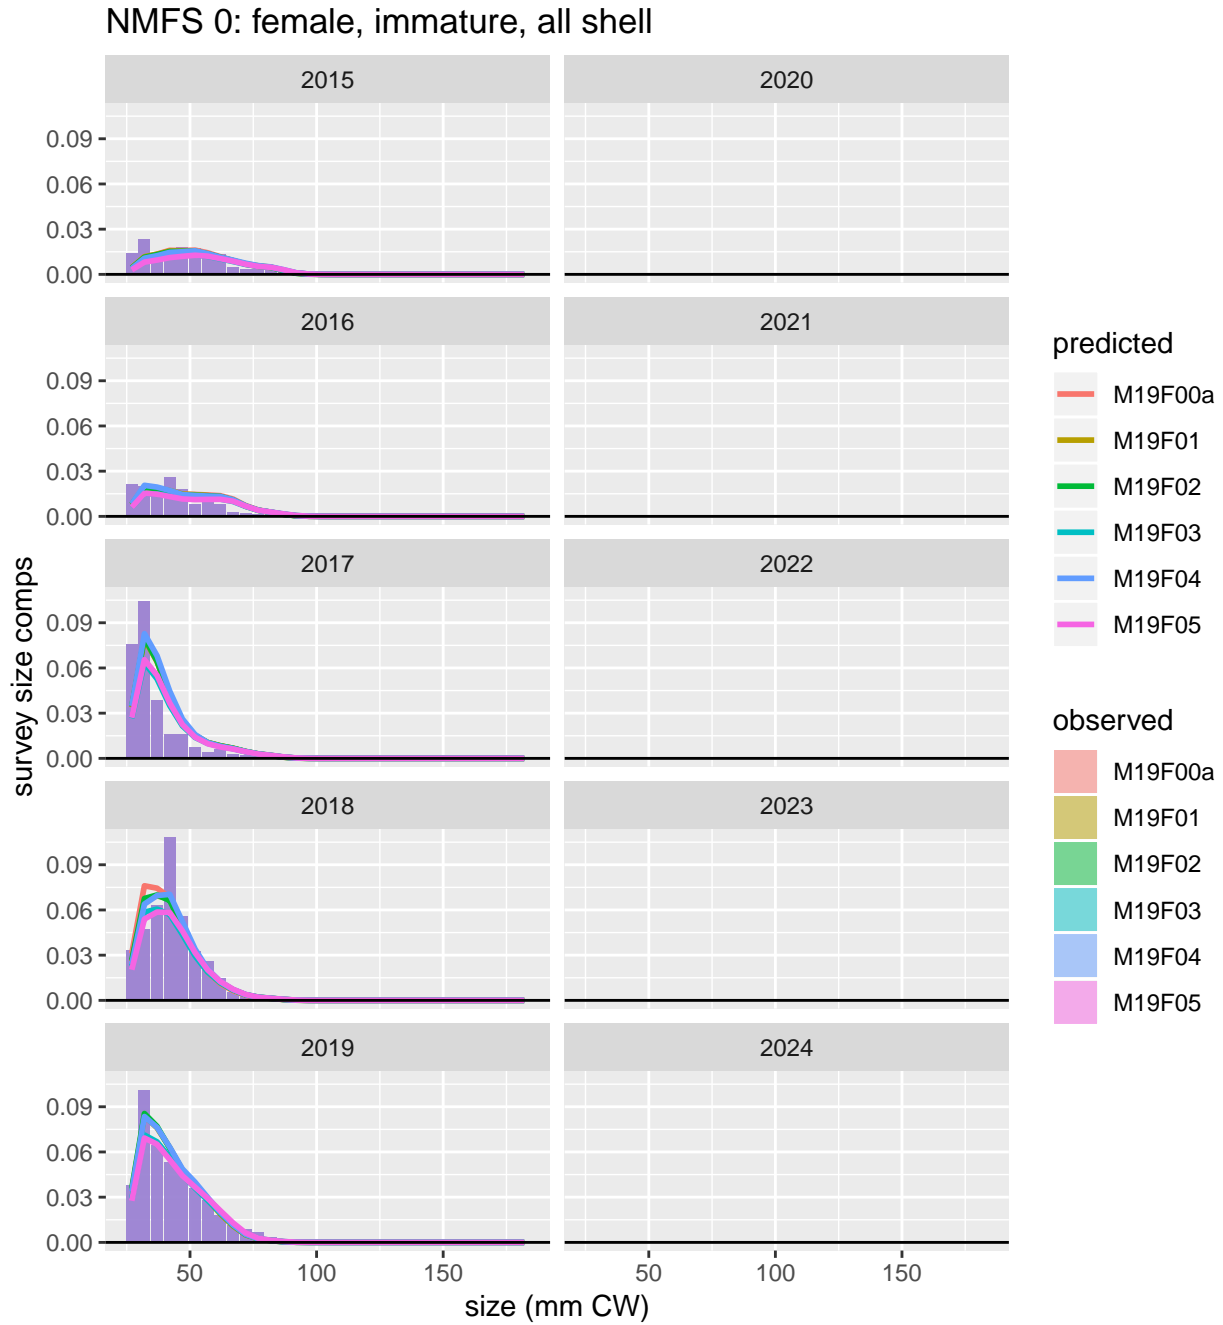 NMFS 0: female, immature, all shell
2015
2020
0.09
0.06
0.03
0.00
2016
2021
0.09
0.06
0.03
0.00
2017
2022
0.09
0.06
0.03
0.00
2018
2023
0.09
0.06
0.03
0.00
2019
2024
0.09
0.06
0.03
0.00
50
100
150
50
100
150
size (mm CW)
survey size comps
predicted
M19F00a
M19F01
M19F02
M19F03
M19F04
M19F05
observed
M19F00a
M19F01
M19F02
M19F03
M19F04
M19F05